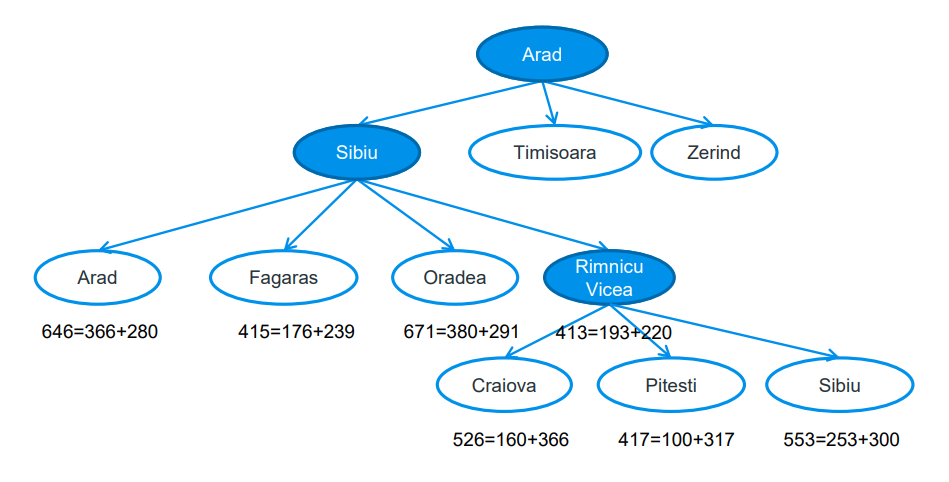 Arad
Sibiu
Timisoara
Zerind
Arad
Fagaras
Oradea
Rimnicu
Vicea
646=366+280
415=176+239
671=380+291
413=193+220
Craiova
Pitesti
Sibiu
526=160+366
417=100+317
553=253+300